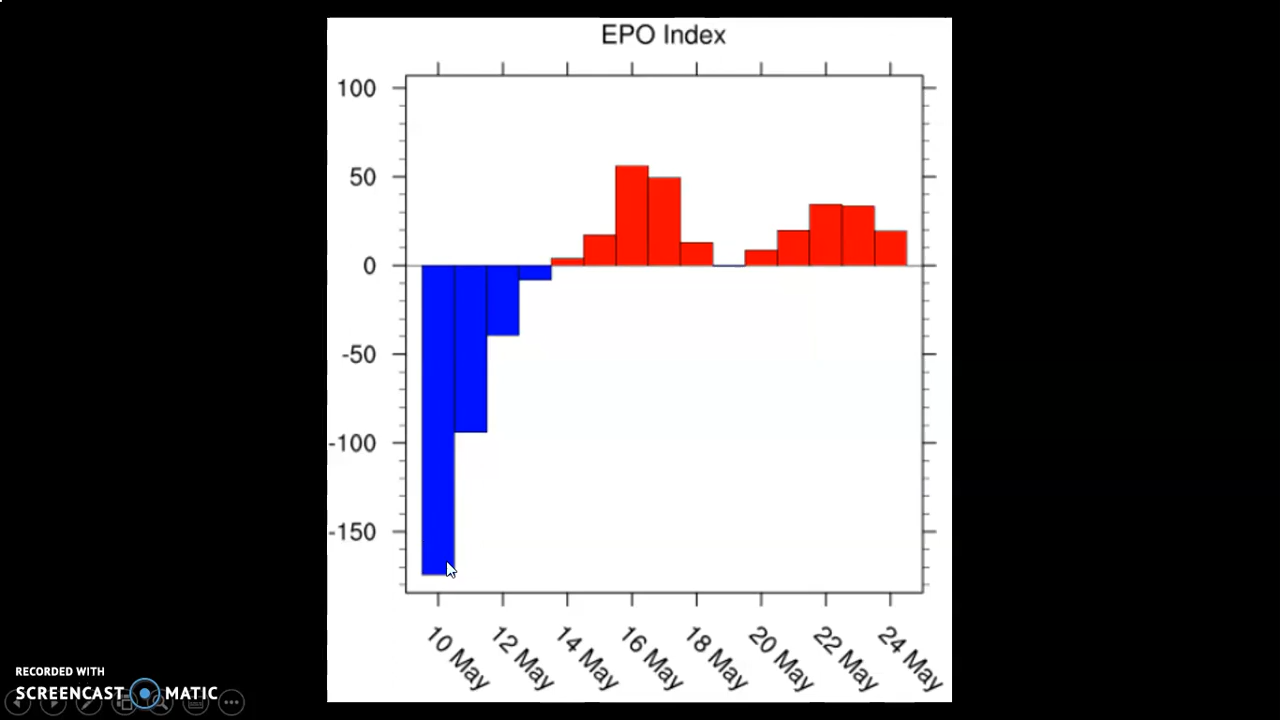 EPO Index
100
50
0
-50
-100
-150
10 May
12 May
14 May
16 May
18 May
20 May
22 May
24 May
RECORDED WITH
SCREENCAST MATIC